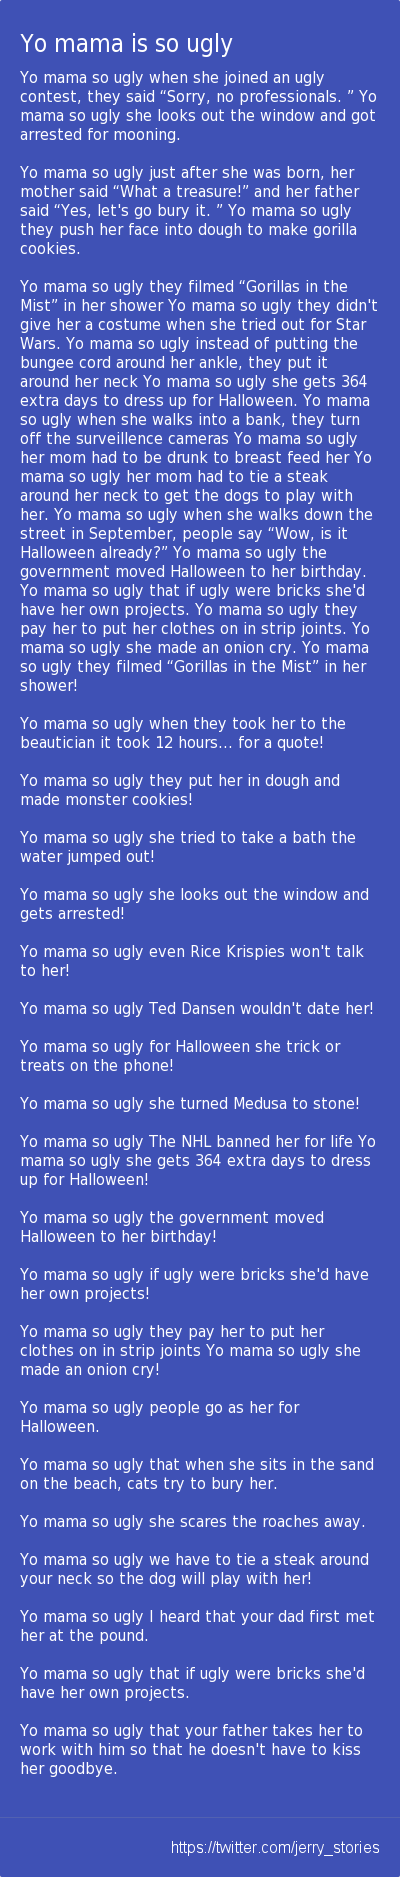 Yo mama is so ugly
Yo mama so ugly when she joined an ugly
contest, they said “Sorry, no professionals. ” Yo
mama so ugly she looks out the window and got
arrested for mooning.
Yo mama so ugly just after she was born, her
mother said “What a treasure!” and her father
said “Yes, let's go bury it. ” Yo mama so ugly
they push her face into dough to make gorilla
cookies.
Yo mama so ugly they filmed “Gorillas in the
Mist” in her shower Yo mama so ugly they didn't
give her a costume when she tried out for Star
Wars. Yo mama so ugly instead of putting the
bungee cord around her ankle, they put it
around her neck Yo mama so ugly she gets 364
extra days to dress up for Halloween. Yo mama
so ugly when she walks into a bank, they turn
off the surveillence cameras Yo mama so ugly
her mom had to be drunk to breast feed her Yo
mama so ugly her mom had to tie a steak
around her neck to get the dogs to play with
her. Yo mama so ugly when she walks down the
street in September, people say “Wow, is it
Halloween already?” Yo mama so ugly the
government moved Halloween to her birthday.
Yo mama so ugly that if ugly were bricks she'd
have her own projects. Yo mama so ugly they
pay her to put her clothes on in strip joints. Yo
mama so ugly she made an onion cry. Yo mama
so ugly they filmed “Gorillas in the Mist” in her
shower!
Yo mama so ugly when they took her to the
beautician it took 12 hours... for a quote!
Yo mama so ugly they put her in dough and
made monster cookies!
Yo mama so ugly she tried to take a bath the
water jumped out!
Yo mama so ugly she looks out the window and
gets arrested!
Yo mama so ugly even Rice Krispies won't talk
to her!
Yo mama so ugly Ted Dansen wouldn't date her!
Yo mama so ugly for Halloween she trick or
treats on the phone!
Yo mama so ugly she turned Medusa to stone!
Yo mama so ugly The NHL banned her for life Yo
mama so ugly she gets 364 extra days to dress
up for Halloween!
Yo mama so ugly the government moved
Halloween to her birthday!
Yo mama so ugly if ugly were bricks she'd have
her own projects!
Yo mama so ugly they pay her to put her
clothes on in strip joints Yo mama so ugly she
made an onion cry!
Yo mama so ugly people go as her for
Halloween.
Yo mama so ugly that when she sits in the sand
on the beach, cats try to bury her.
Yo mama so ugly she scares the roaches away.
Yo mama so ugly we have to tie a steak around
your neck so the dog will play with her!
Yo mama so ugly I heard that your dad first met
her at the pound.
Yo mama so ugly that if ugly were bricks she'd
have her own projects.
Yo mama so ugly that your father takes her to
work with him so that he doesn't have to kiss
her goodbye.
https://twitter.com/jerry_stories